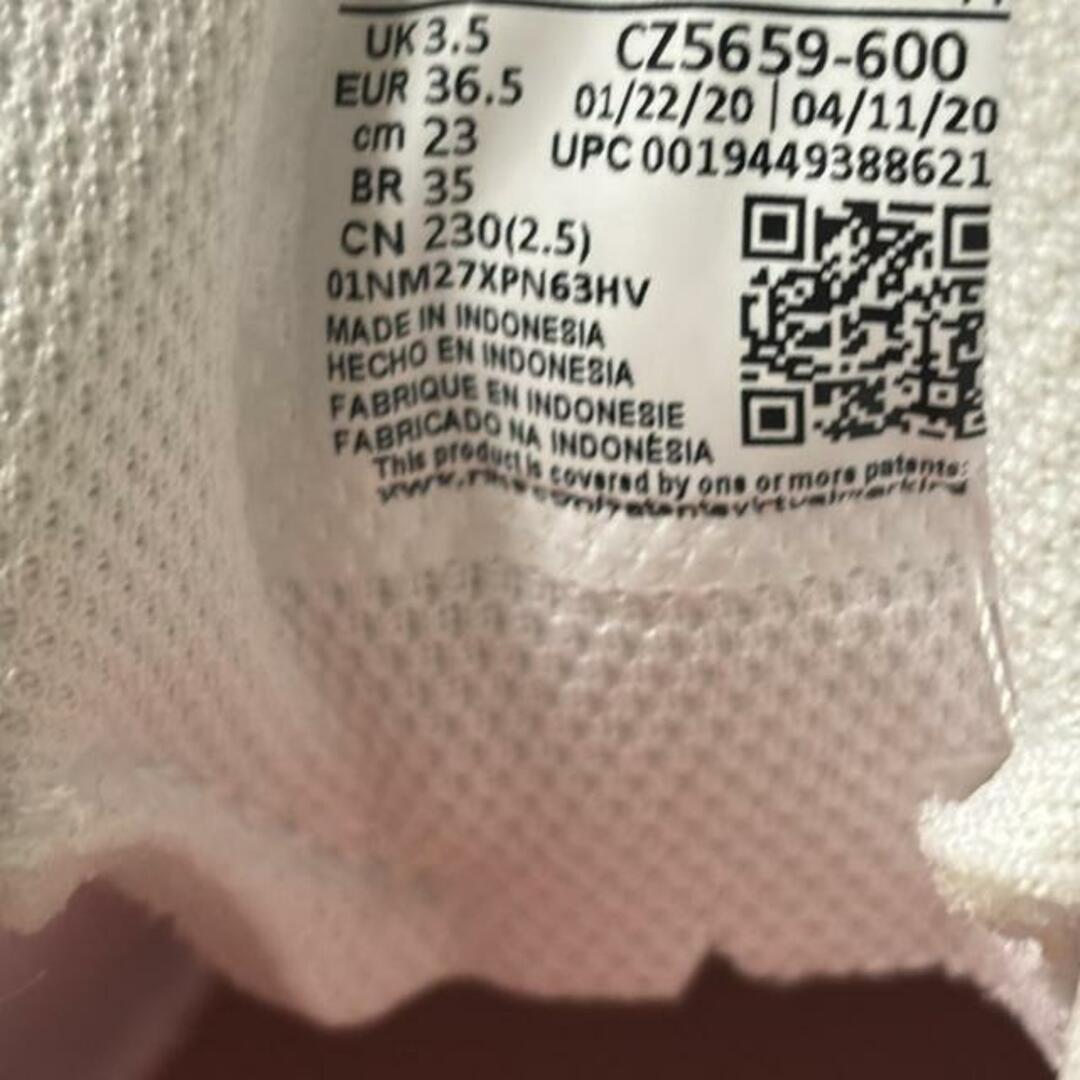 UK 3.5
EUR 36.5
cm 23
BR 35
CN 230(2.5)
CZ5659-600
01/22/20 | 04/11/20
UPC 0019449388621
01NM27XPN63HV
MADE IN INDONESIA
HECHO EN INDONESIA
FABRIQUE EN INDONESIE
FABRICADO NA INDONÉSIA
This product is covered by one or more patents: